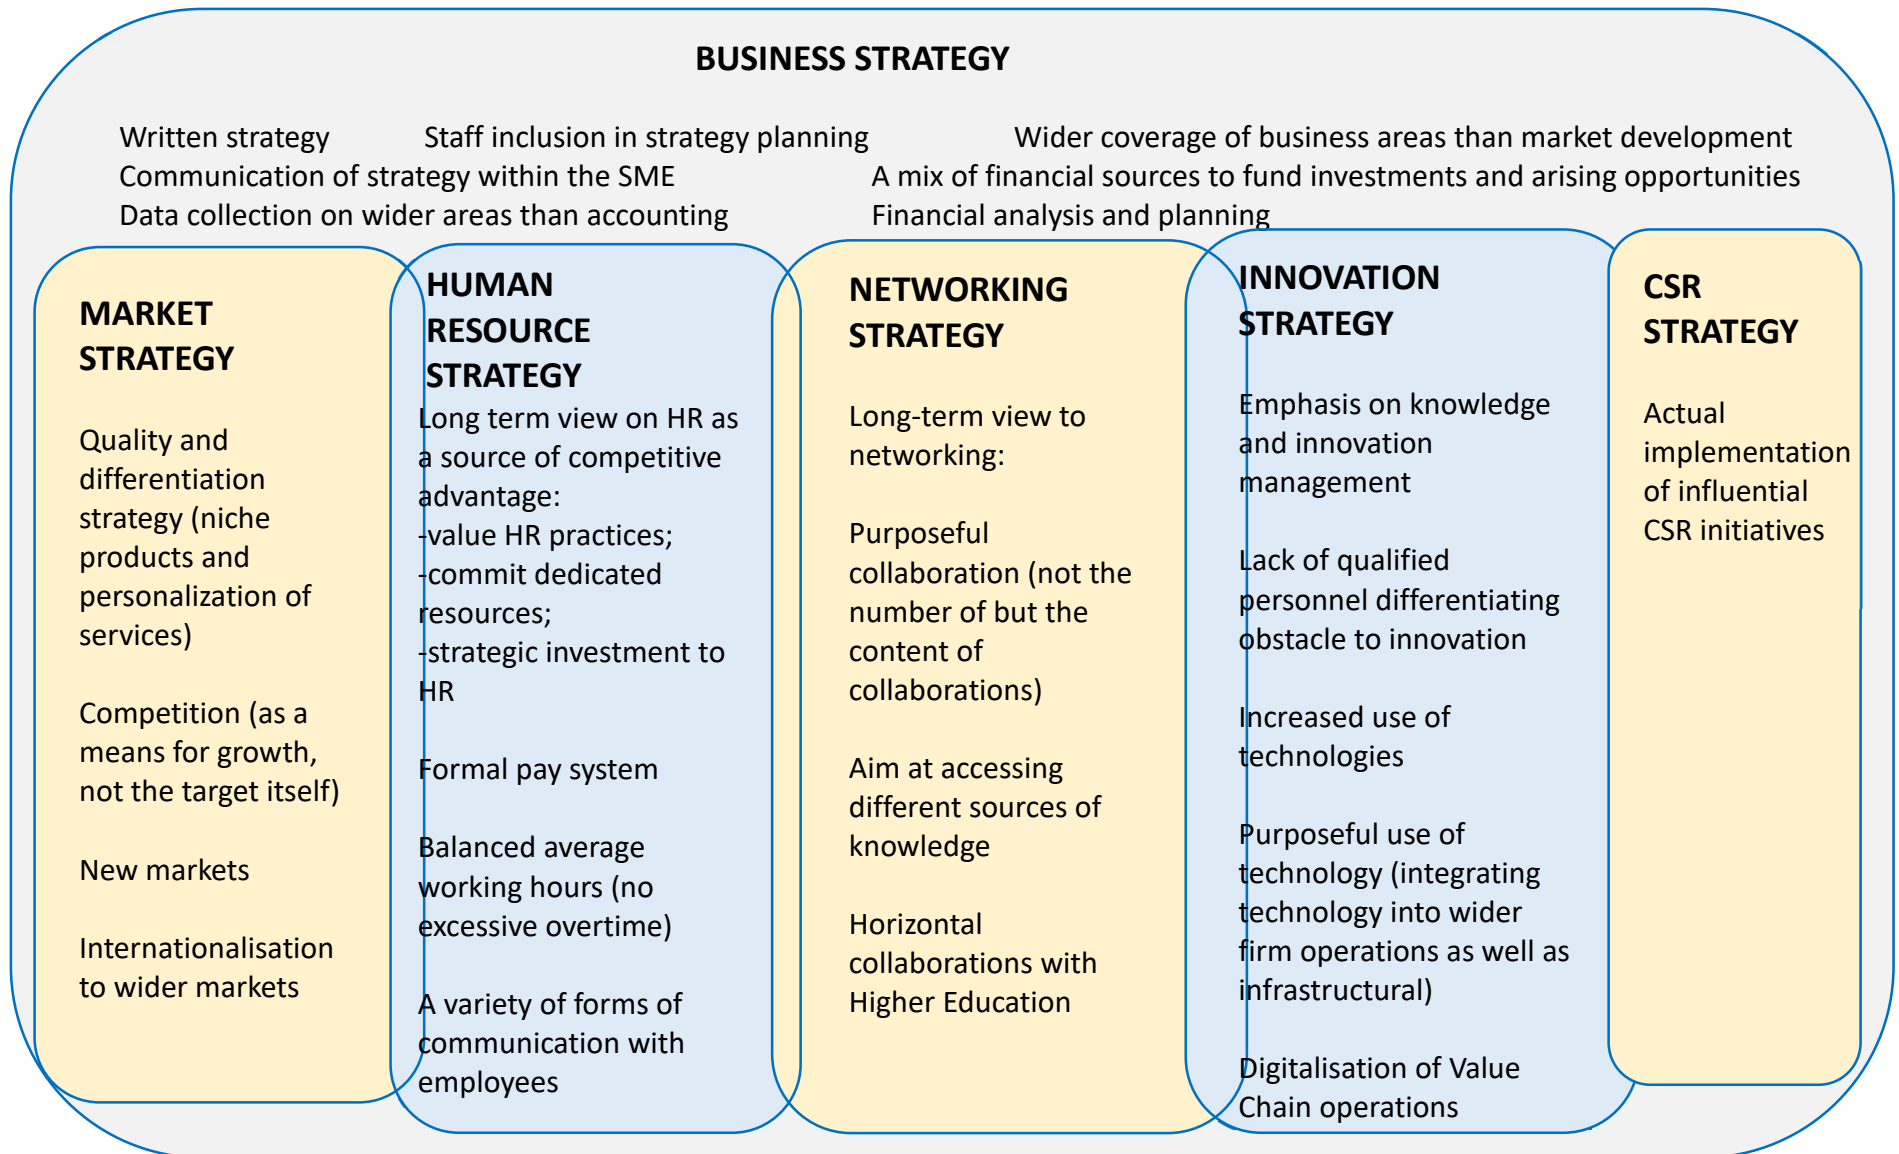 BUSINESS STRATEGY
Written strategy Staff inclusion in strategy planning Wider coverage of business areas than market development
Communication of strategy within the SME A mix of financial sources to fund investments and arising opportunities
Data collection on wider areas than accounting Financial analysis and planning
MARKET
STRATEGY
Quality and
differentiation
strategy (niche
products and
personalization of
services)
Competition (as a
means for growth,
not the target itself)
New markets
Internationalisation
to wider markets
HUMAN
RESOURCE
STRATEGY
Long term view on HR as
a source of competitive
advantage:
-value HR practices;
-commit dedicated
resources;
-strategic investment to
HR
Formal pay system
Balanced average
working hours (no
excessive overtime)
A variety of forms of
communication with
employees
NETWORKING
STRATEGY
Long-term view to
networking:
Purposeful
collaboration (not the
number of but the
content of
collaborations)
Aim at accessing
different sources of
knowledge
Horizontal
collaborations with
Higher Education
INNOVATION
STRATEGY
Emphasis on knowledge
and innovation
management
Lack of qualified
personnel differentiating
obstacle to innovation
Increased use of
technologies
Purposeful use of
technology (integrating
technology into wider
firm operations as well as
infrastructural)
Digitalisation of Value
Chain operations
CSR
STRATEGY
Actual
implementation
of influential
CSR initiatives